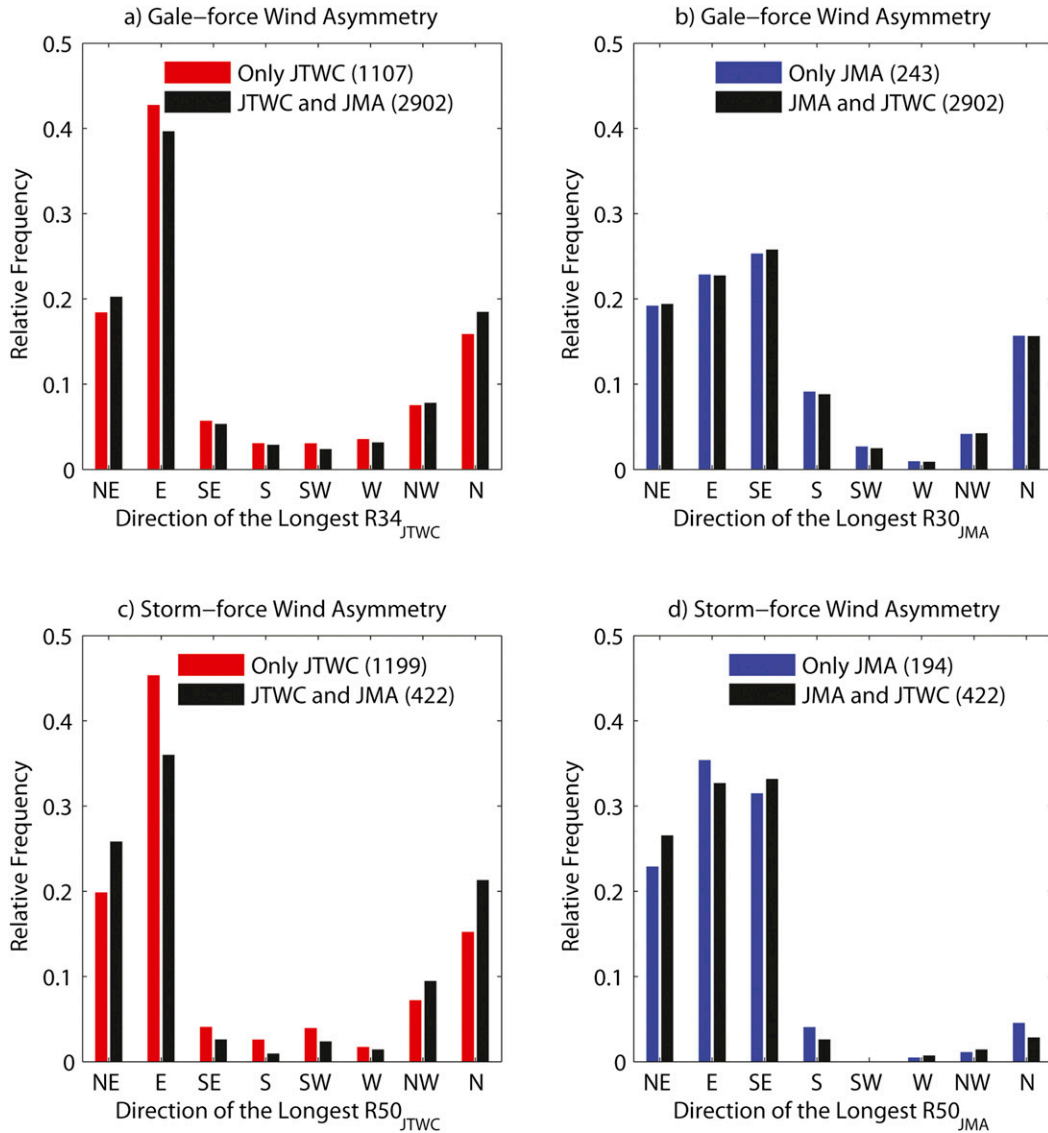 a) Gale–force Wind Asymmetry
0.5
0.4
0.3
0.2
0.1
0
Relative Frequency
Only JTWC (1107)
JTWC and JMA (2902)
NE E SE S SW W NW N
Direction of the Longest R34JTWC
b) Gale–force Wind Asymmetry
0.5
0.4
0.3
0.2
0.1
0
Relative Frequency
Only JMA (243)
JMA and JTWC (2902)
NE E SE S SW W NW N
Direction of the Longest R30JMA
c) Storm–force Wind Asymmetry
0.5
0.4
0.3
0.2
0.1
0
Relative Frequency
Only JTWC (1199)
JTWC and JMA (422)
NE E SE S SW W NW N
Direction of the Longest R50JTWC
d) Storm–force Wind Asymmetry
0.5
0.4
0.3
0.2
0.1
0
Relative Frequency
Only JMA (194)
JMA and JTWC (422)
NE E SE S SW W NW N
Direction of the Longest R50JMA